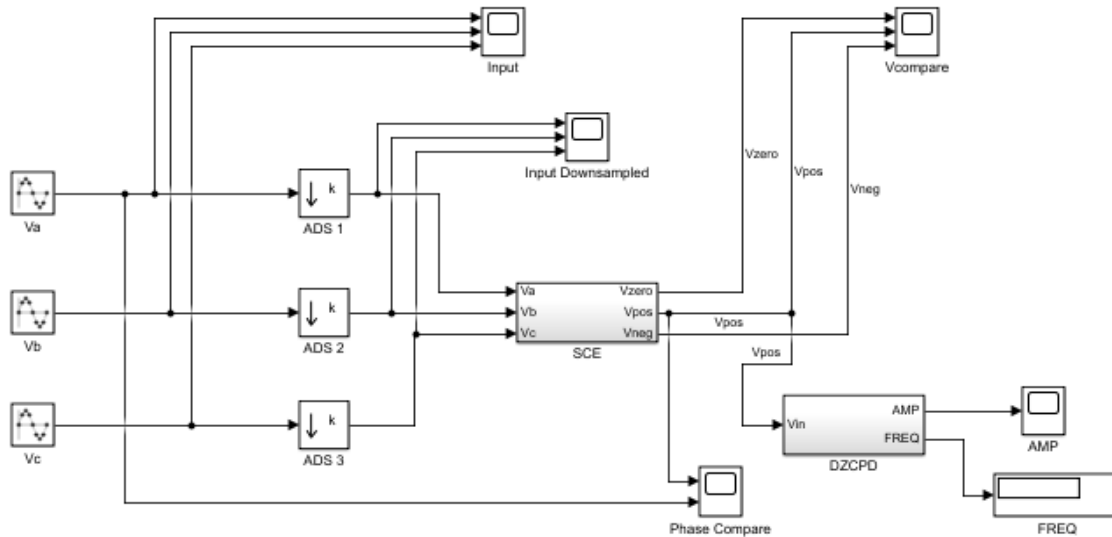 Input
Vcompare
Input Downsampled
Vzero
Vpos
Vneg
k
Va
ADS 1
k
Vb
ADS 2
k
Vc
ADS 3
Va
Vb
Vc
Vzero
Vpos
Vneg
SCE
Vpos
Vpos
Vin
AMP
FREQ
DZCPD
AMP
Phase Compare
FREQ